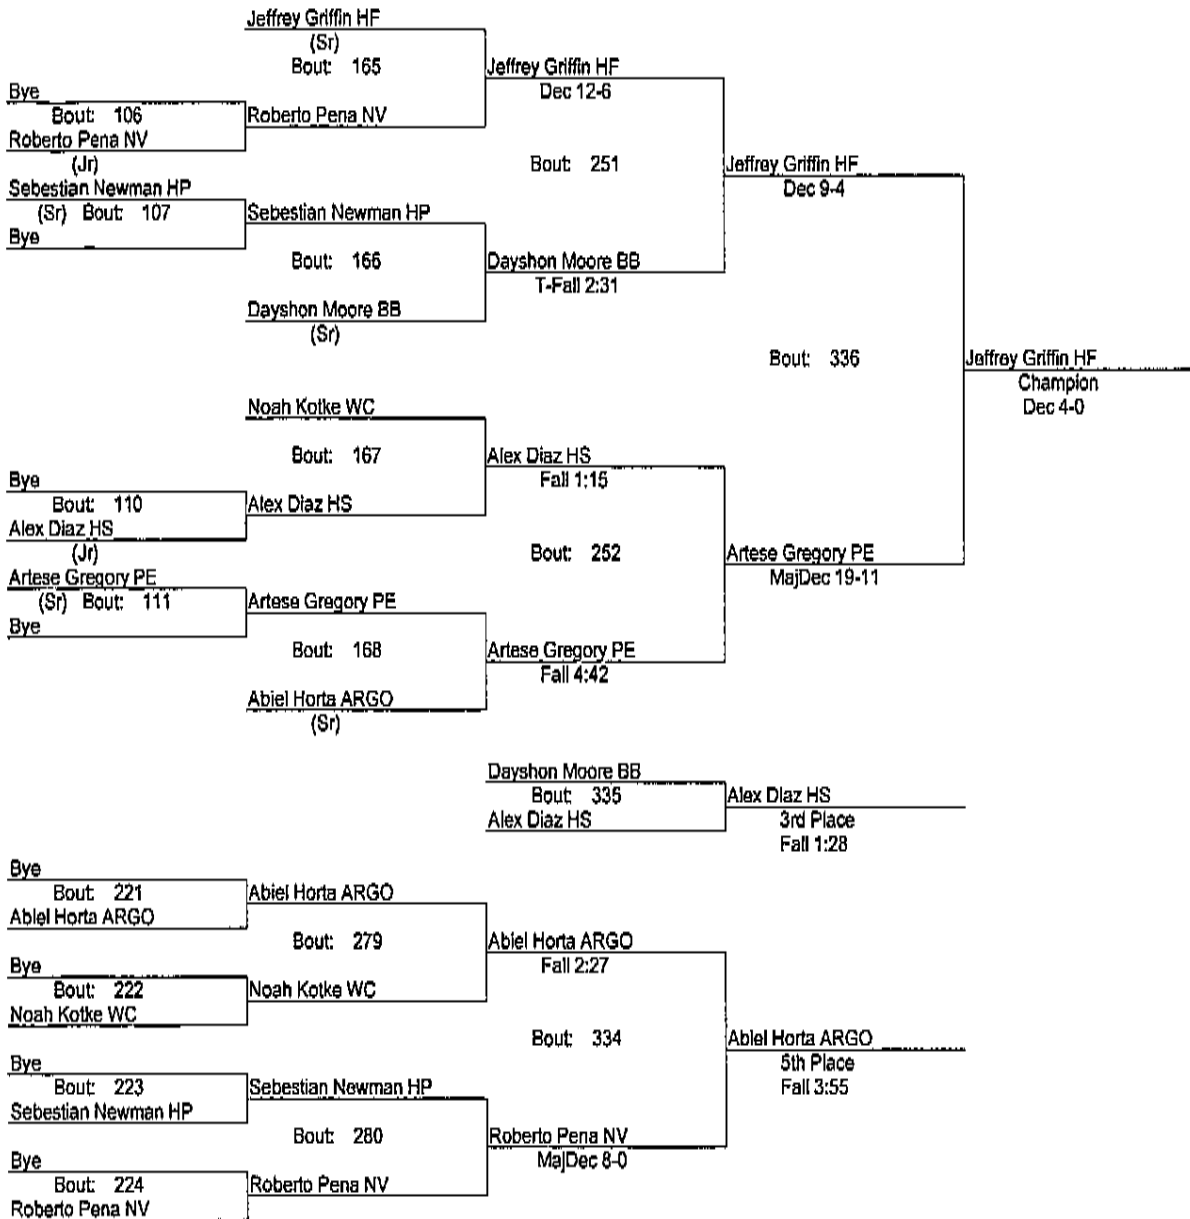 Jeffrey Griffin HF
(Sr)
Bout: 165
Jeffrey Griffin HF
Dec 12-6
Bye
Bout: 106
Roberto Pena NV
Roberto Pena NV
(Jr)
Bout: 251
Jeffrey Griffin HF
Dec 9-4
Sebestian Newman HP
(Sr) Bout: 107
Sebestian Newman HP
Bye
Bout: 166
Dayshon Moore BB
T-Fall 2:31
Dayshon Moore BB
(Sr)
Bout: 336
Jeffrey Griffin HF
Champion
Dec 4-0
Noah Kotke WC
Bout: 167
Alex Diaz HS
Fall 1:15
Bye
Bout: 110
Alex Diaz HS
Alex Diaz HS
(Jr)
Bout: 252
Artese Gregory PE
MajDec 19-11
Artese Gregory PE
(Sr) Bout: 111
Artese Gregory PE
Bye
Bout: 168
Artese Gregory PE
Fall 4:42
Abiel Horta ARGO
(Sr)
Dayshon Moore BB
Bout: 335
Alex Diaz HS
Alex Diaz HS
3rd Place
Fall 1:28
Bye
Bout: 221
Abiel Horta ARGO
Abiel Horta ARGO
Bout: 279
Abiel Horta ARGO
Fall 2:27
Bye
Bout: 222
Noah Kotke WC
Noah Kotke WC
Bout: 334
Abiel Horta ARGO
5th Place
Fall 3:55
Bye
Bout: 223
Sebestian Newman HP
Sebestian Newman HP
Bout: 280
Roberto Pena NV
MajDec 8-0
Bye
Bout: 224
Roberto Pena NV
Roberto Pena NV